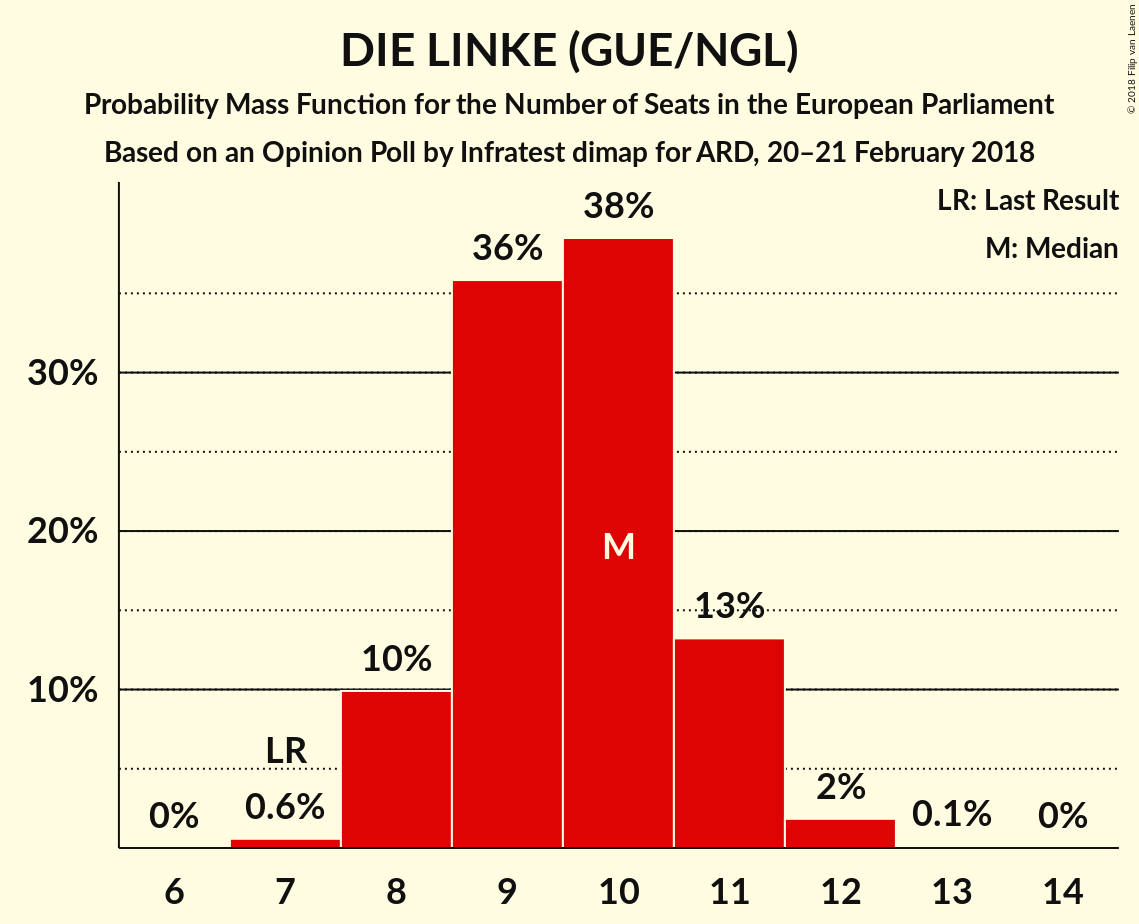 DIE LINKE (GUE/NGL)
Probability Mass Function for the Number of Seats in the European Parliament
Based on an Opinion Poll by Infratest dimap for ARD, 20–21 February 2018
© 2018 Filip van Laenen
LR: Last Result
M: Median
38%
36%
30%
20%
M
13%
10%
10%
LR
2%
0%
0.6%
0.1%
0%
6 7 8 9 10 11 12 13 14